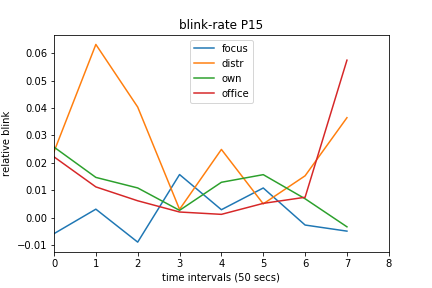 blink-rate P15
focus
distr
own
office
relative blink
0.06
0.05
0.04
0.03
0.02
0.01
0.00
−0.01
0 1 2 3 4 5 6 7 8
time intervals (50 secs)